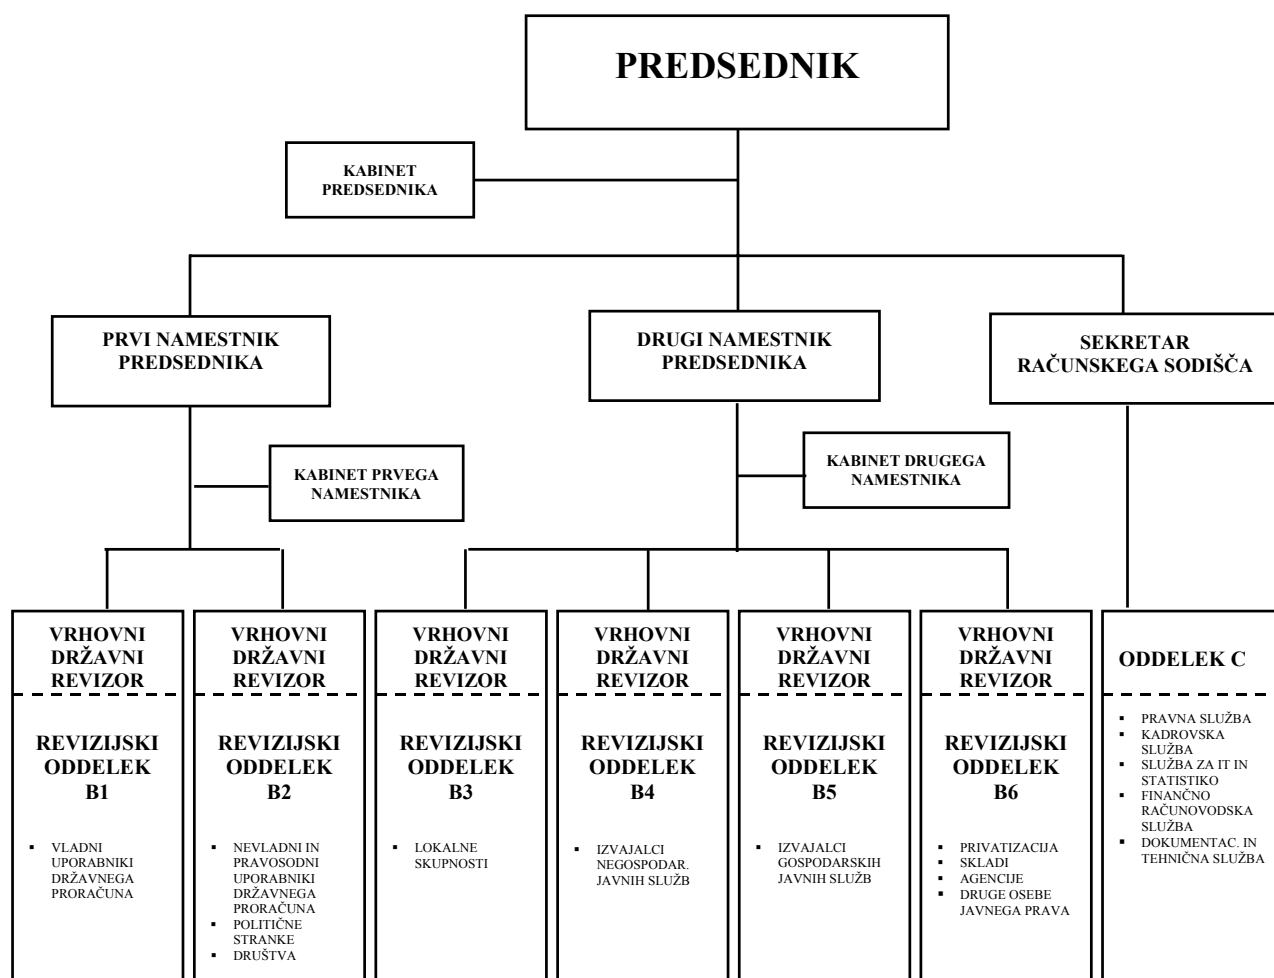 PREDSEDNIK
KABINET
PREDSEDNIKA
PRVI NAMESTNIK
PREDSEDNIKA
DRUGI NAMESTNIK
PREDSEDNIKA
SEKRETAR
RAČUNSKEGA SODIŠČA
KABINET PRVEGA
NAMESTNIKA
KABINET DRUGEGA
NAMESTNIKA
VRHOVNI
DRŽAVNI
REVIZOR
REVIZIJSKI
ODDELEK
B1
▪ VLADNI
UPORABNIKI
DRŽAVNEGA
PRORAČUNA
VRHOVNI
DRŽAVNI
REVIZOR
REVIZIJSKI
ODDELEK
B2
▪ NEVLADNI IN
PRAVOSODNI
UPORABNIKI
DRŽAVNEGA
PRORAČUNA
▪ POLITIČNE
STRANKE
▪ DRUŠTVA
VRHOVNI
DRŽAVNI
REVIZOR
REVIZIJSKI
ODDELEK
B3
▪ LOKALNE
SKUPNOSTI
VRHOVNI
DRŽAVNI
REVIZOR
REVIZIJSKI
ODDELEK
B4
▪ IZVAJALCI
NEGOSPODAR.
JAVNIH SLUŽB
VRHOVNI
DRŽAVNI
REVIZOR
REVIZIJSKI
ODDELEK
B5
▪ IZVAJALCI
GOSPODARSKIH
JAVNIH SLUŽB
VRHOVNI
DRŽAVNI
REVIZOR
REVIZIJSKI
ODDELEK
B6
▪ PRIVATIZACIJA
▪ SKLADI
▪ AGENCIJE
▪ DRUGE OSEBE
JAVNEGA PRAVA
ODDELEK C
▪ PRAVNA SLUŽBA
▪ KADROVSKA
SLUŽBA
▪ SLUŽBA ZA IT IN
STATISTIKO
▪ FINANČNO
RAČUNOVODSKA
SLUŽBA
▪ DOKUMENTAC. IN
TEHNIČNA SLUŽBA